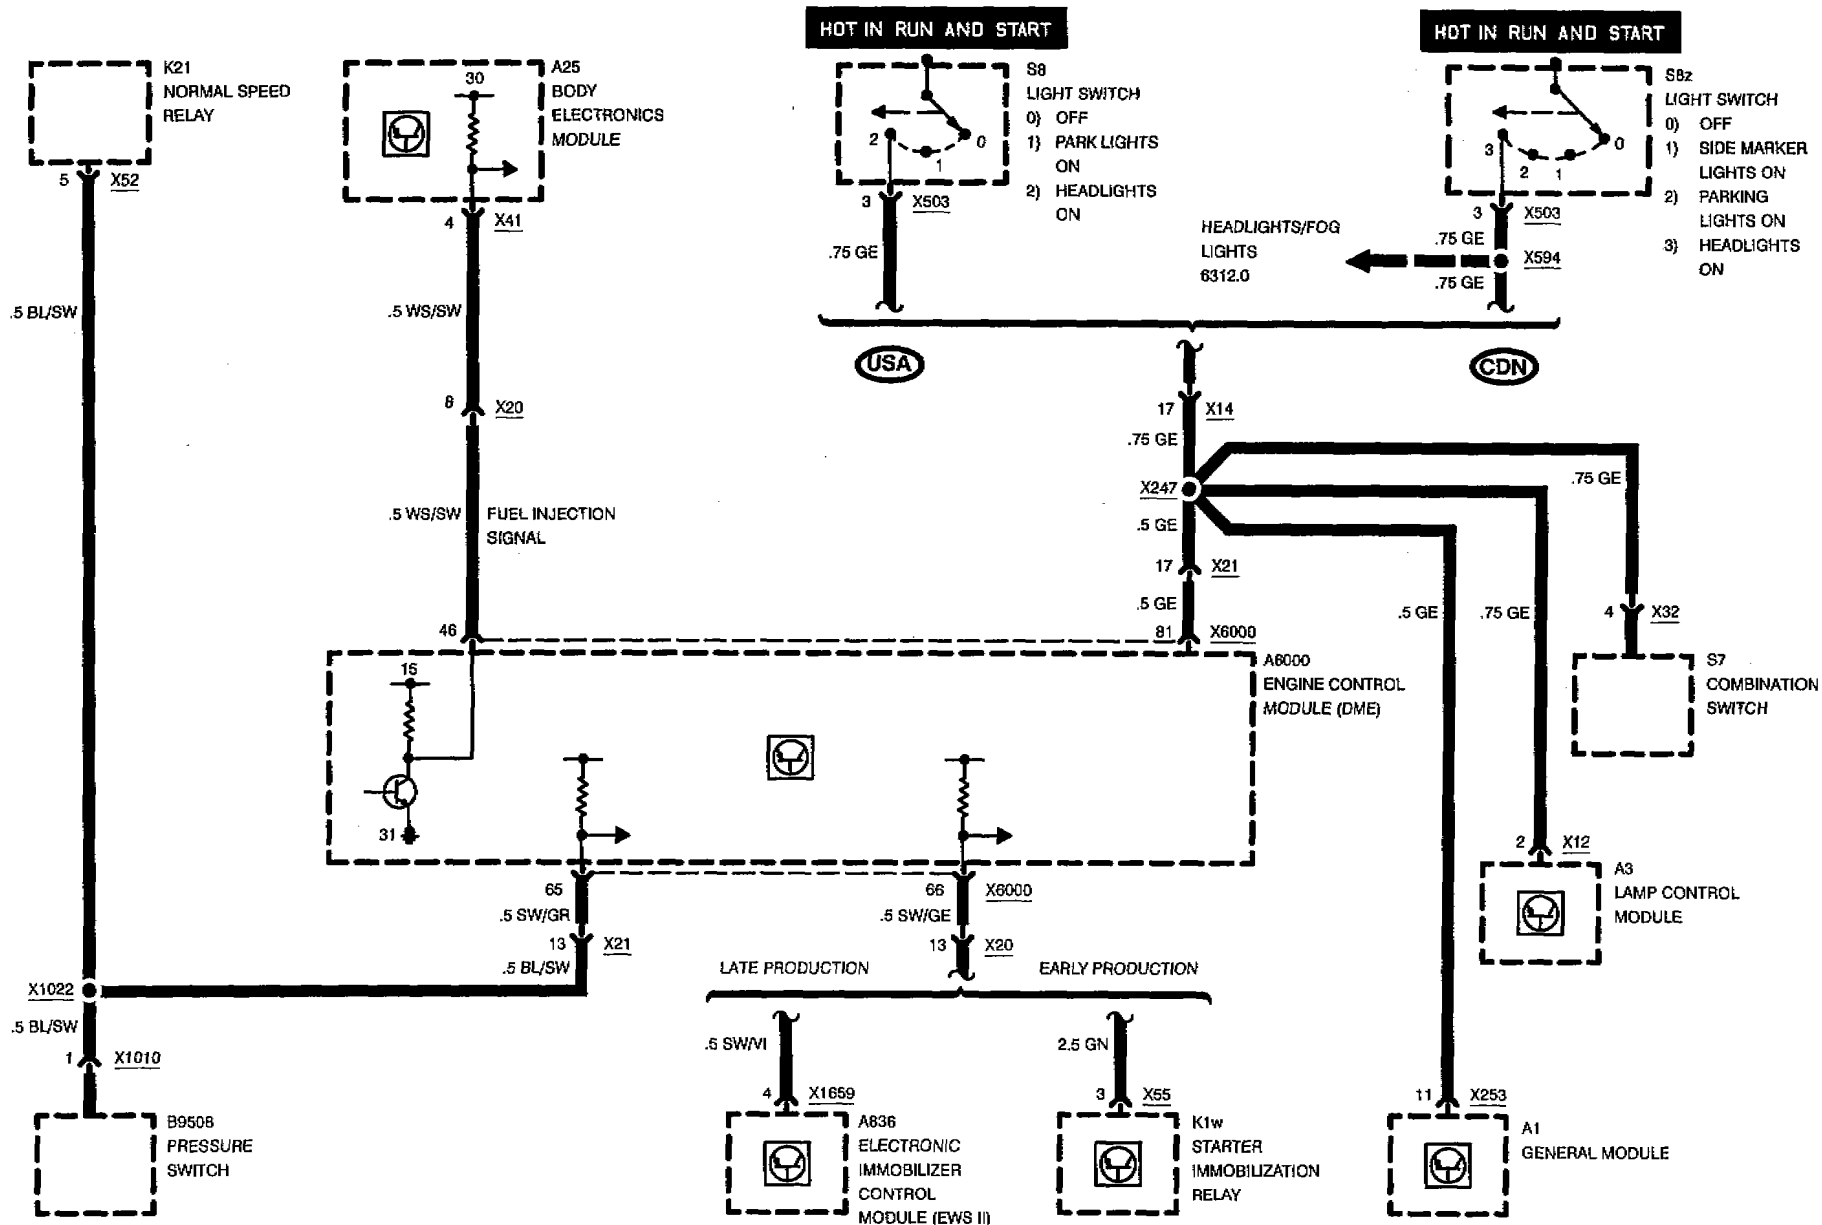 HOT IN RUN AND START
HOT IN RUN AND START
K21
NORMAL SPEED
RELAY
5 X52
.5 BL/SW
30
A25
BODY
ELECTRONICS
MODULE
4 X41
.5 WS/SW
8 X20
.5 WS/SW
FUEL INJECTION
SIGNAL
46
2 1 0
S8
LIGHT SWITCH
0) OFF
1) PARK LIGHTS
ON
2) HEADLIGHTS
ON
3 X503
.75 GE
3 2 1 0
S8z
LIGHT SWITCH
0) OFF
1) SIDE MARKER
LIGHTS ON
2) PARKING
LIGHTS ON
3) HEADLIGHTS
ON
3 X503
.75 GE
X594
.75 GE
HEADLIGHTS/FOG
LIGHTS
6312.0
USA
CDN
17 X14
.75 GE
X247
.5 GE
17 X21
.5 GE
81 X6000
.75 GE
.5 GE
.75 GE
4 X32
S7
COMBINATION
SWITCH
A6000
ENGINE CONTROL
MODULE (DME)
15
31
65
.5 SW/GR
13 X21
.5 BL/SW
66 X6000
.5 SW/GE
13 X20
2 X12
A3
LAMP CONTROL
MODULE
X1022
.5 BL/SW
1 X1010
B9508
PRESSURE
SWITCH
LATE PRODUCTION
EARLY PRODUCTION
.5 SW/VI
4 X1659
A836
ELECTRONIC
IMMOBILIZER
CONTROL
MODULE (EWS II)
2.5 GN
3 X55
K1w
STARTER
IMMOBILIZATION
RELAY
11 X253
A1
GENERAL MODULE